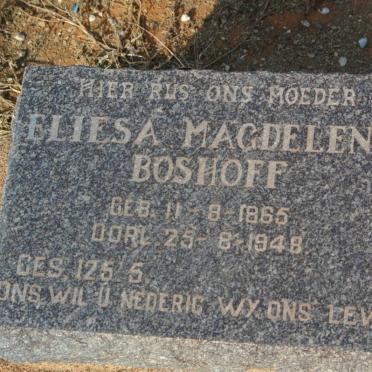 HIER RUS ONS MOEDER
ELIESA MAGDELEN
BOSHOFF
GEB. 11-8-1865
OORL. 25-8-1948.
GES. 125 5
ONS WIL U NEDERIG WY ONS LEW